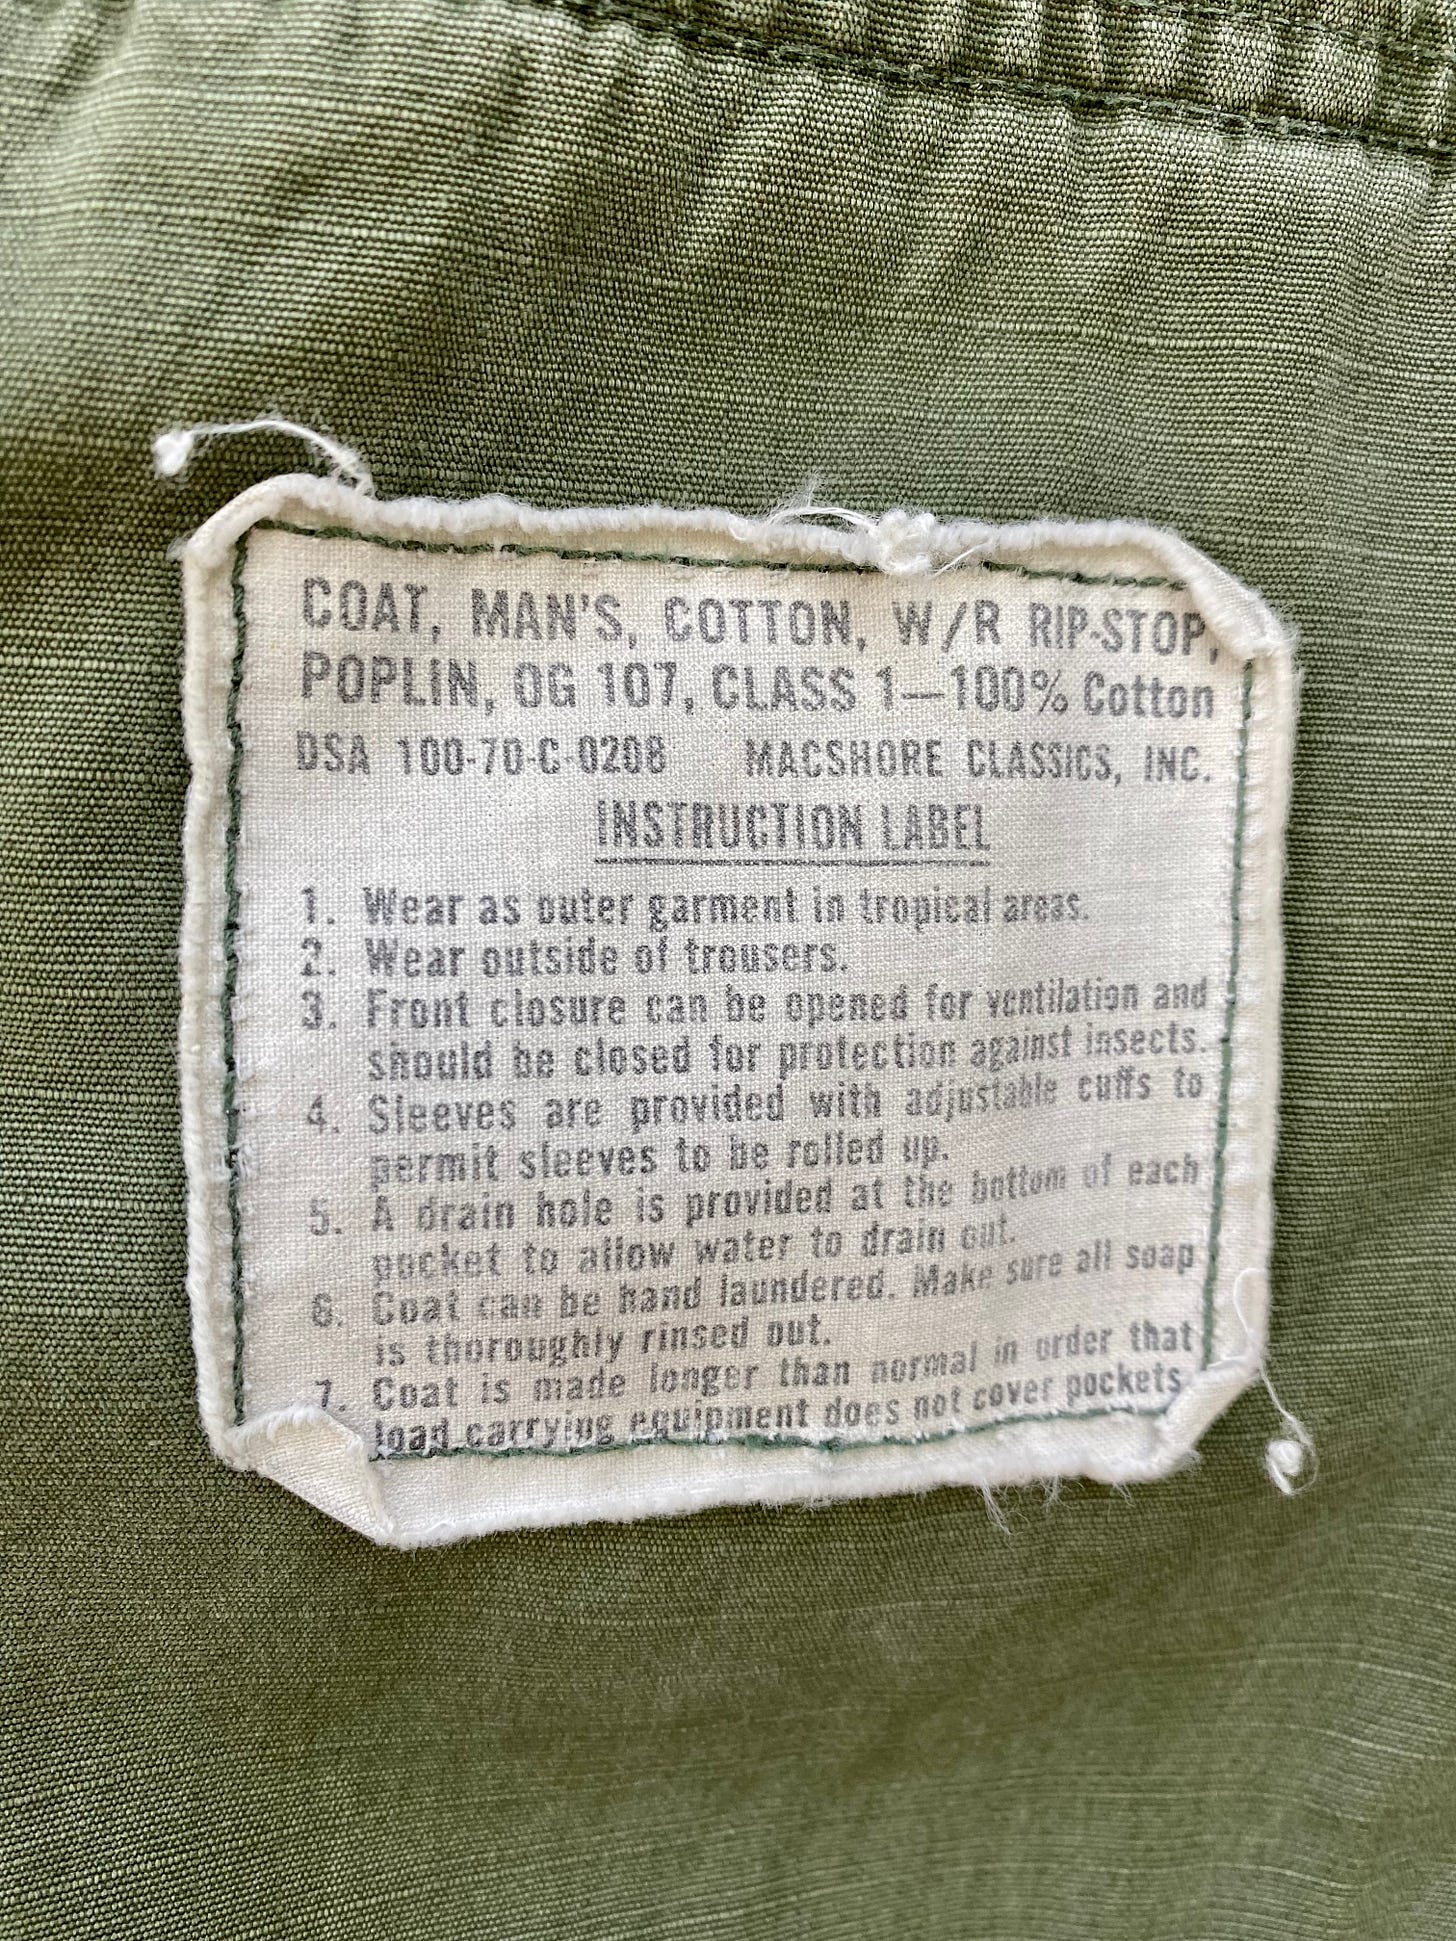 COAT, MAN'S, COTTON, W/R RIP-STOP,
POPLIN, OG 107, CLASS 1—100% Cotton
DSA 100-70-C-0208 MACSHORE CLASSICS, INC.
INSTRUCTION LABEL
1. Wear as outer garment in tropical areas.
2. Wear outside of trousers.
3. Front closure can be opened for ventilation and
should be closed for protection against insects.
4. Sleeves are provided with adjustable cuffs to
permit sleeves to be rolled up.
5. A drain hole is provided at the bottom of each
pocket to allow water to drain out.
6. Coat can be hand laundered. Make sure all soap
is thoroughly rinsed out.
7. Coat is made longer than normal in order that
load carrying equipment does not cover pockets.